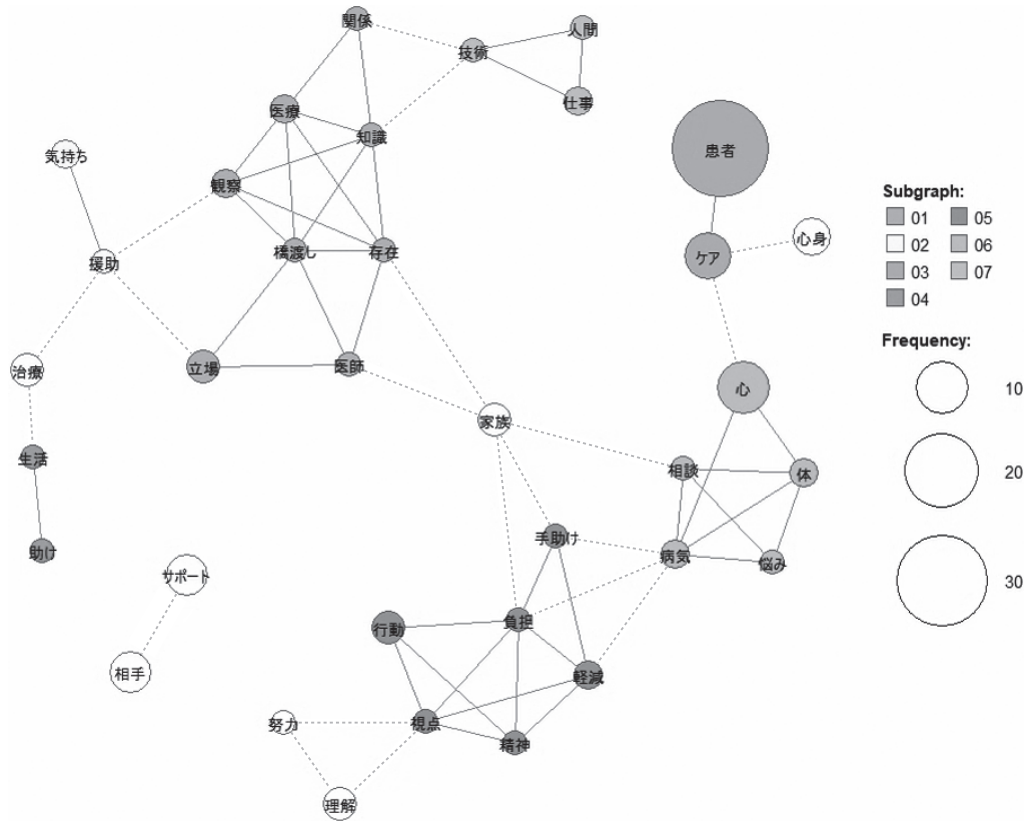 関係
人間
技術
医療
仕事
知識
患者
気持ち
観察
Subgraph:
01 05
02 06
03 07
04
心身
橋渡し
存在
援助
ケア
Frequency:
10
20
30
立場
医師
治療
心
家族
生活
相談
体
手助け
助け
病気
悩み
サポート
負担
行動
相手
軽減
努力
視点
精神
理解